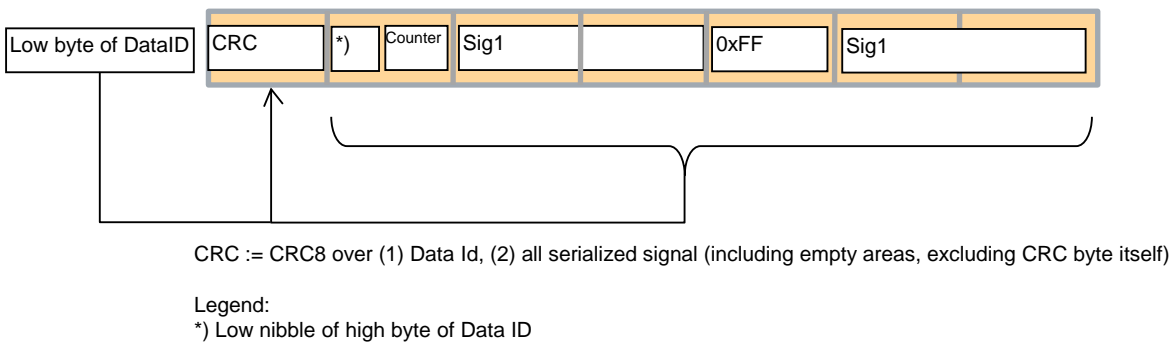 Low byte of DataID CRC *) Counter Sig1 0xFF Sig1
CRC := CRC8 over (1) Data Id, (2) all serialized signal (including empty areas, excluding CRC byte itself)
Legend:
*) Low nibble of high byte of Data ID